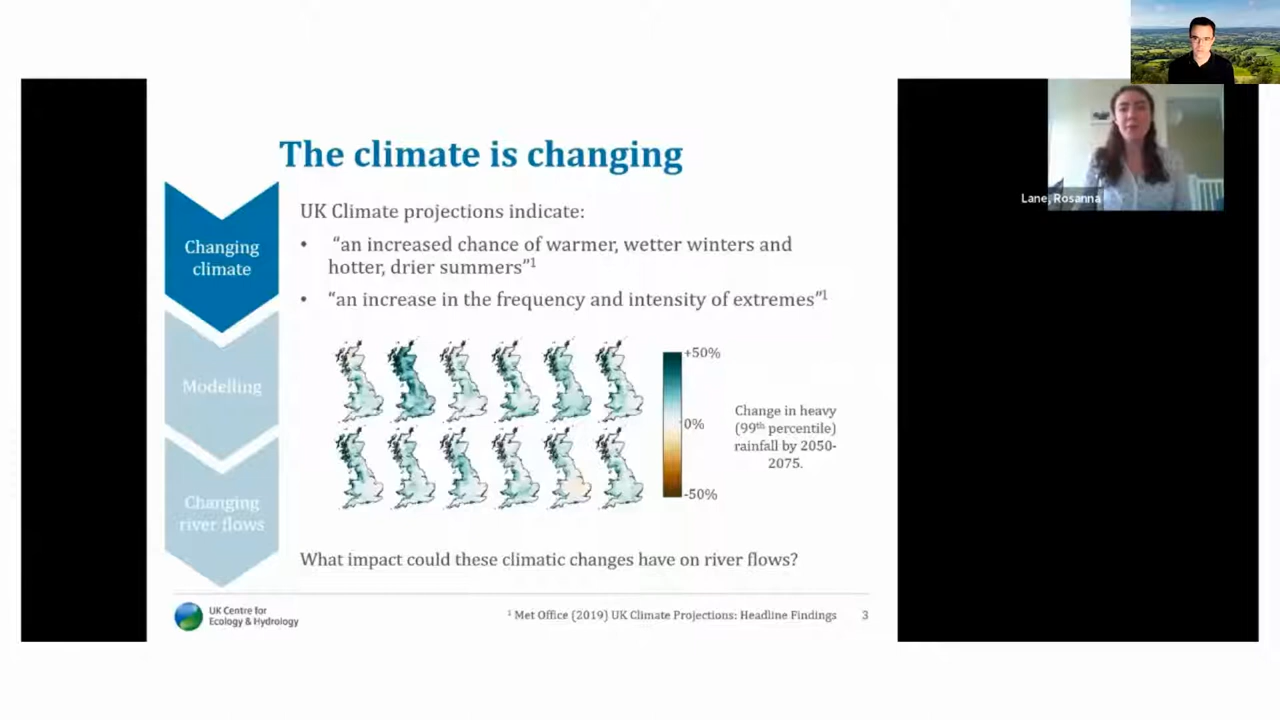 The climate is changing
Changing
climate
Modelling
Changing
river flows
UK Climate projections indicate:
• “an increased chance of warmer, wetter winters and
hotter, drier summers”1
• “an increase in the frequency and intensity of extremes”1
+50%
0%
-50%
Change in heavy
(99th percentile)
rainfall by 2050-
2075.
What impact could these climatic changes have on river flows?
UK Centre for
Ecology & Hydrology
1 Met Office (2019) UK Climate Projections: Headline Findings
3
Lane, Rosanna